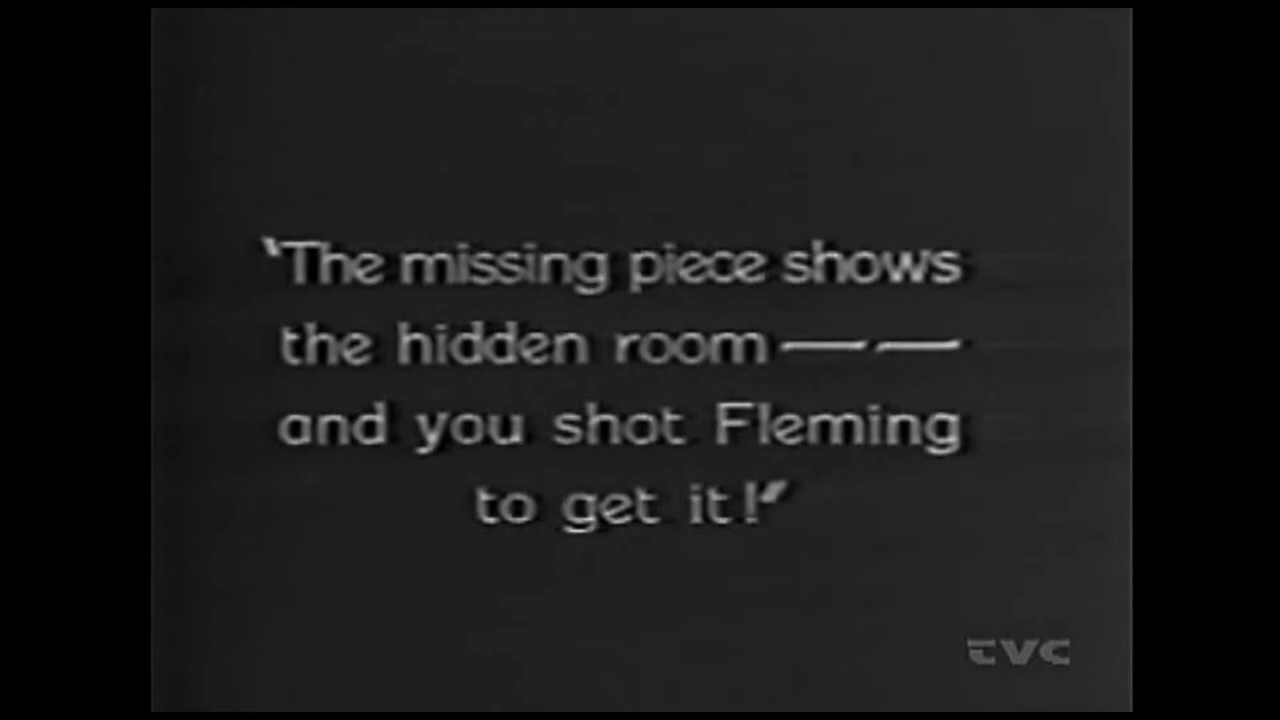 "The missing piece shows
the hidden room — —
and you shot Fleming
to get it!"
tvc